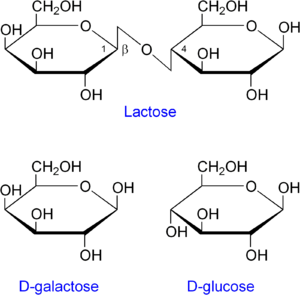 CH₂OH CH₂OH
OH O O OH
OH 1 β O 4 OH
OH OH
Lactose
CH₂OH CH₂OH
OH O OH O OH
OH OH
OH
OH OH
D-galactose D-glucose